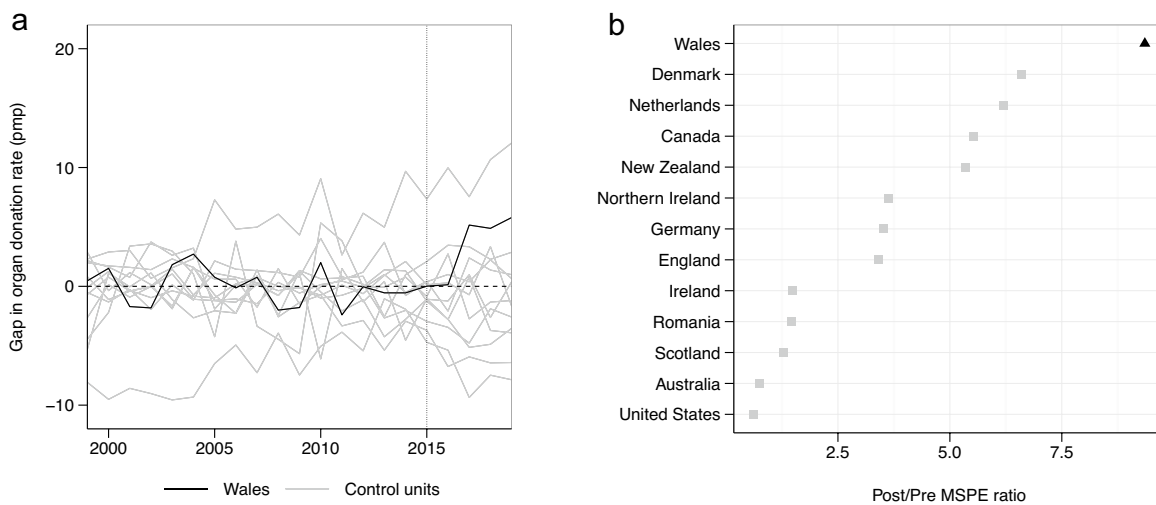 a
20
10
0
−10
Gap in organ donation rate (pmp)
2000
2005
2010
2015
Wales
Control units
b
Wales
Denmark
Netherlands
Canada
New Zealand
Northern Ireland
Germany
England
Ireland
Romania
Scotland
Australia
United States
2.5
5.0
7.5
Post/Pre MSPE ratio